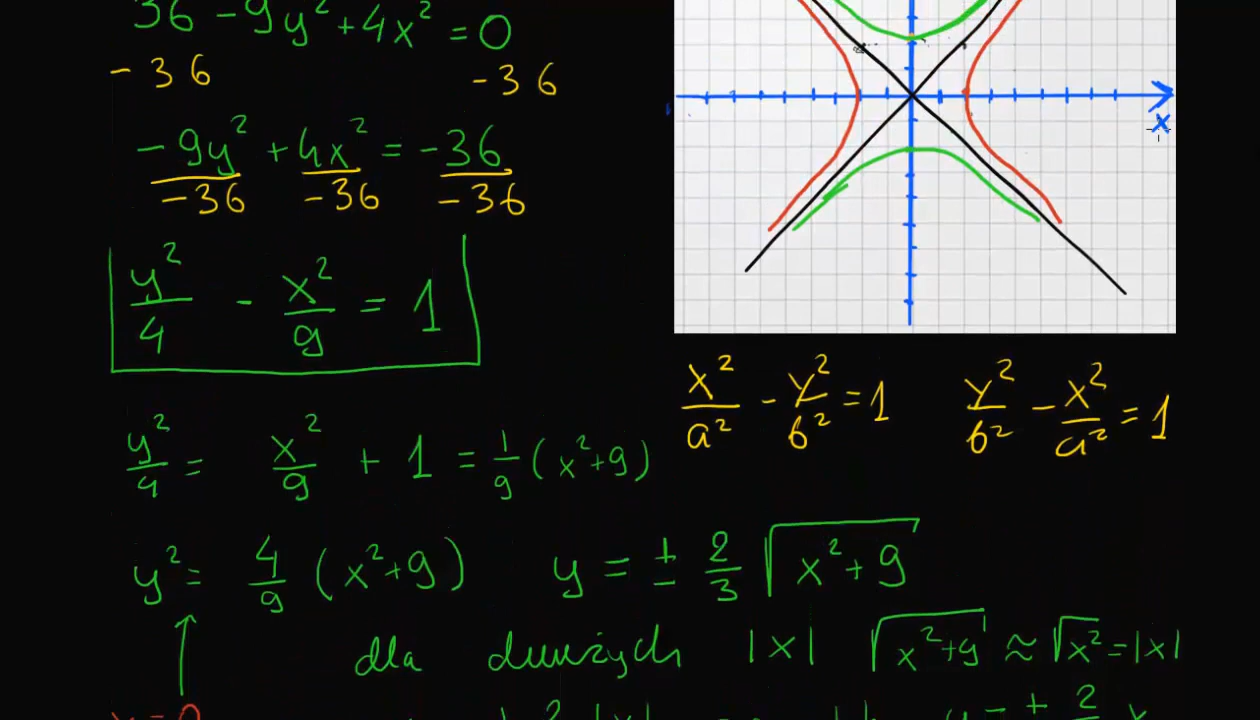 36 - 9y² + 4x² = 0
- 36 - 36
- 9y² + 4x² = - 36
-36 -36 -36
y²/4 - x²/9 = 1
x
x²/a² - y²/b² = 1 y²/b² - x²/a² = 1
y²/4 = x²/9 + 1 = 1/9 (x² + 9)
y² = 4/9 (x² + 9) y = ± 2/3 √(x² + 9)
dla dużych |x| √(x² + 9) ≈ √x² = |x|